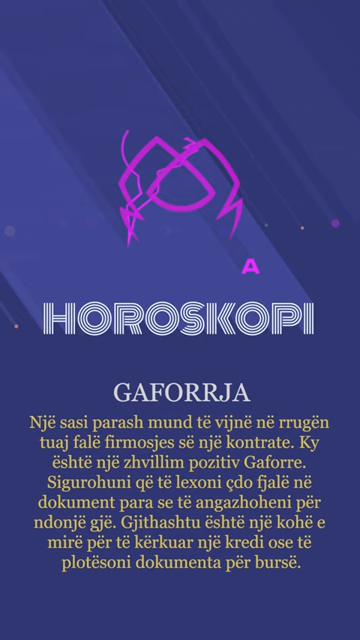 A
HOROSKOPI
GAFORRJA
Një sasi parash mund të vijnë në rrugën
tuaj falë firmosjes së një kontrate. Ky
është një zhvillim pozitiv Gaforre.
Sigurohuni që të lexoni çdo fjalë në
dokument para se të angazhoheni për
ndonjë gjë. Gjithashtu është një kohë e
mirë për të kërkuar një kredi ose të
plotësoni dokumenta për bursë.